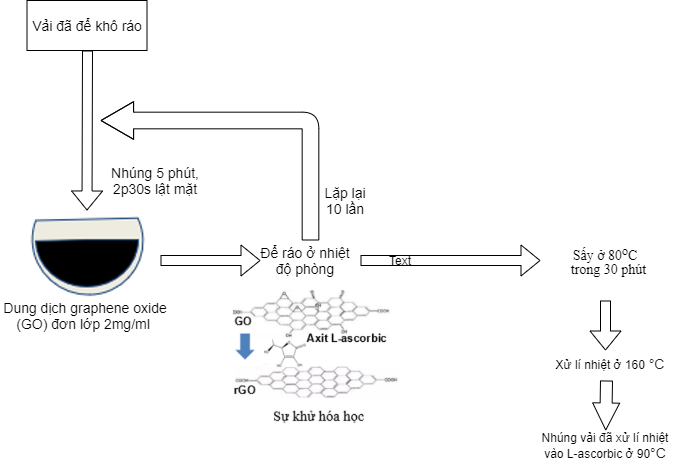 Vải đã để khô ráo
Nhúng 5 phút,
2p30s lật mặt
Lặp lại
10 lần
Để ráo ở nhiệt
độ phòng
Text
Sấy ở 80°C
trong 30 phút
Dung dịch graphene oxide
(GO) đơn lớp 2mg/ml
GO
Axit L-ascorbic
rGO
Sự khử hóa học
Xử lí nhiệt ở 160 °C
Nhúng vải đã xử lí nhiệt
vào L-ascorbic ở 90°C